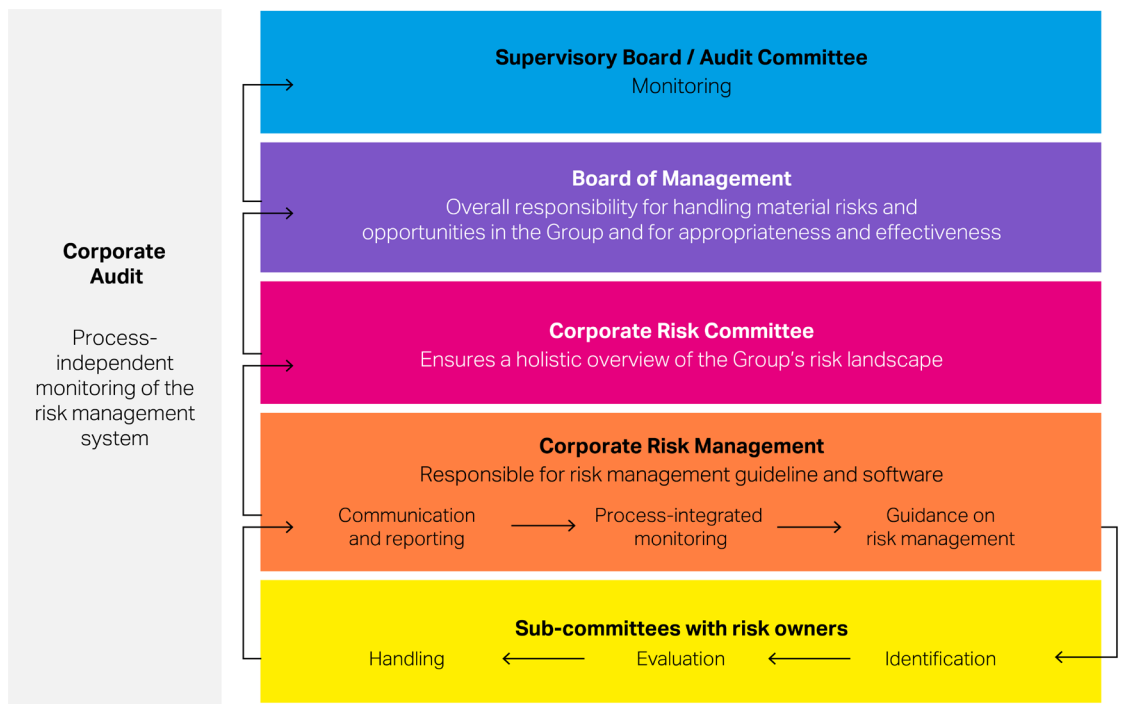 Corporate
Audit
Process-
independent
monitoring of the
risk management
system
Supervisory Board / Audit Committee
Monitoring
Board of Management
Overall responsibility for handling material risks and
opportunities in the Group and for appropriateness and effectiveness
Corporate Risk Committee
Ensures a holistic overview of the Group’s risk landscape
Corporate Risk Management
Responsible for risk management guideline and software
Communication
and reporting
Process-integrated
monitoring
Guidance on
risk management
Sub-committees with risk owners
Handling
Evaluation
Identification